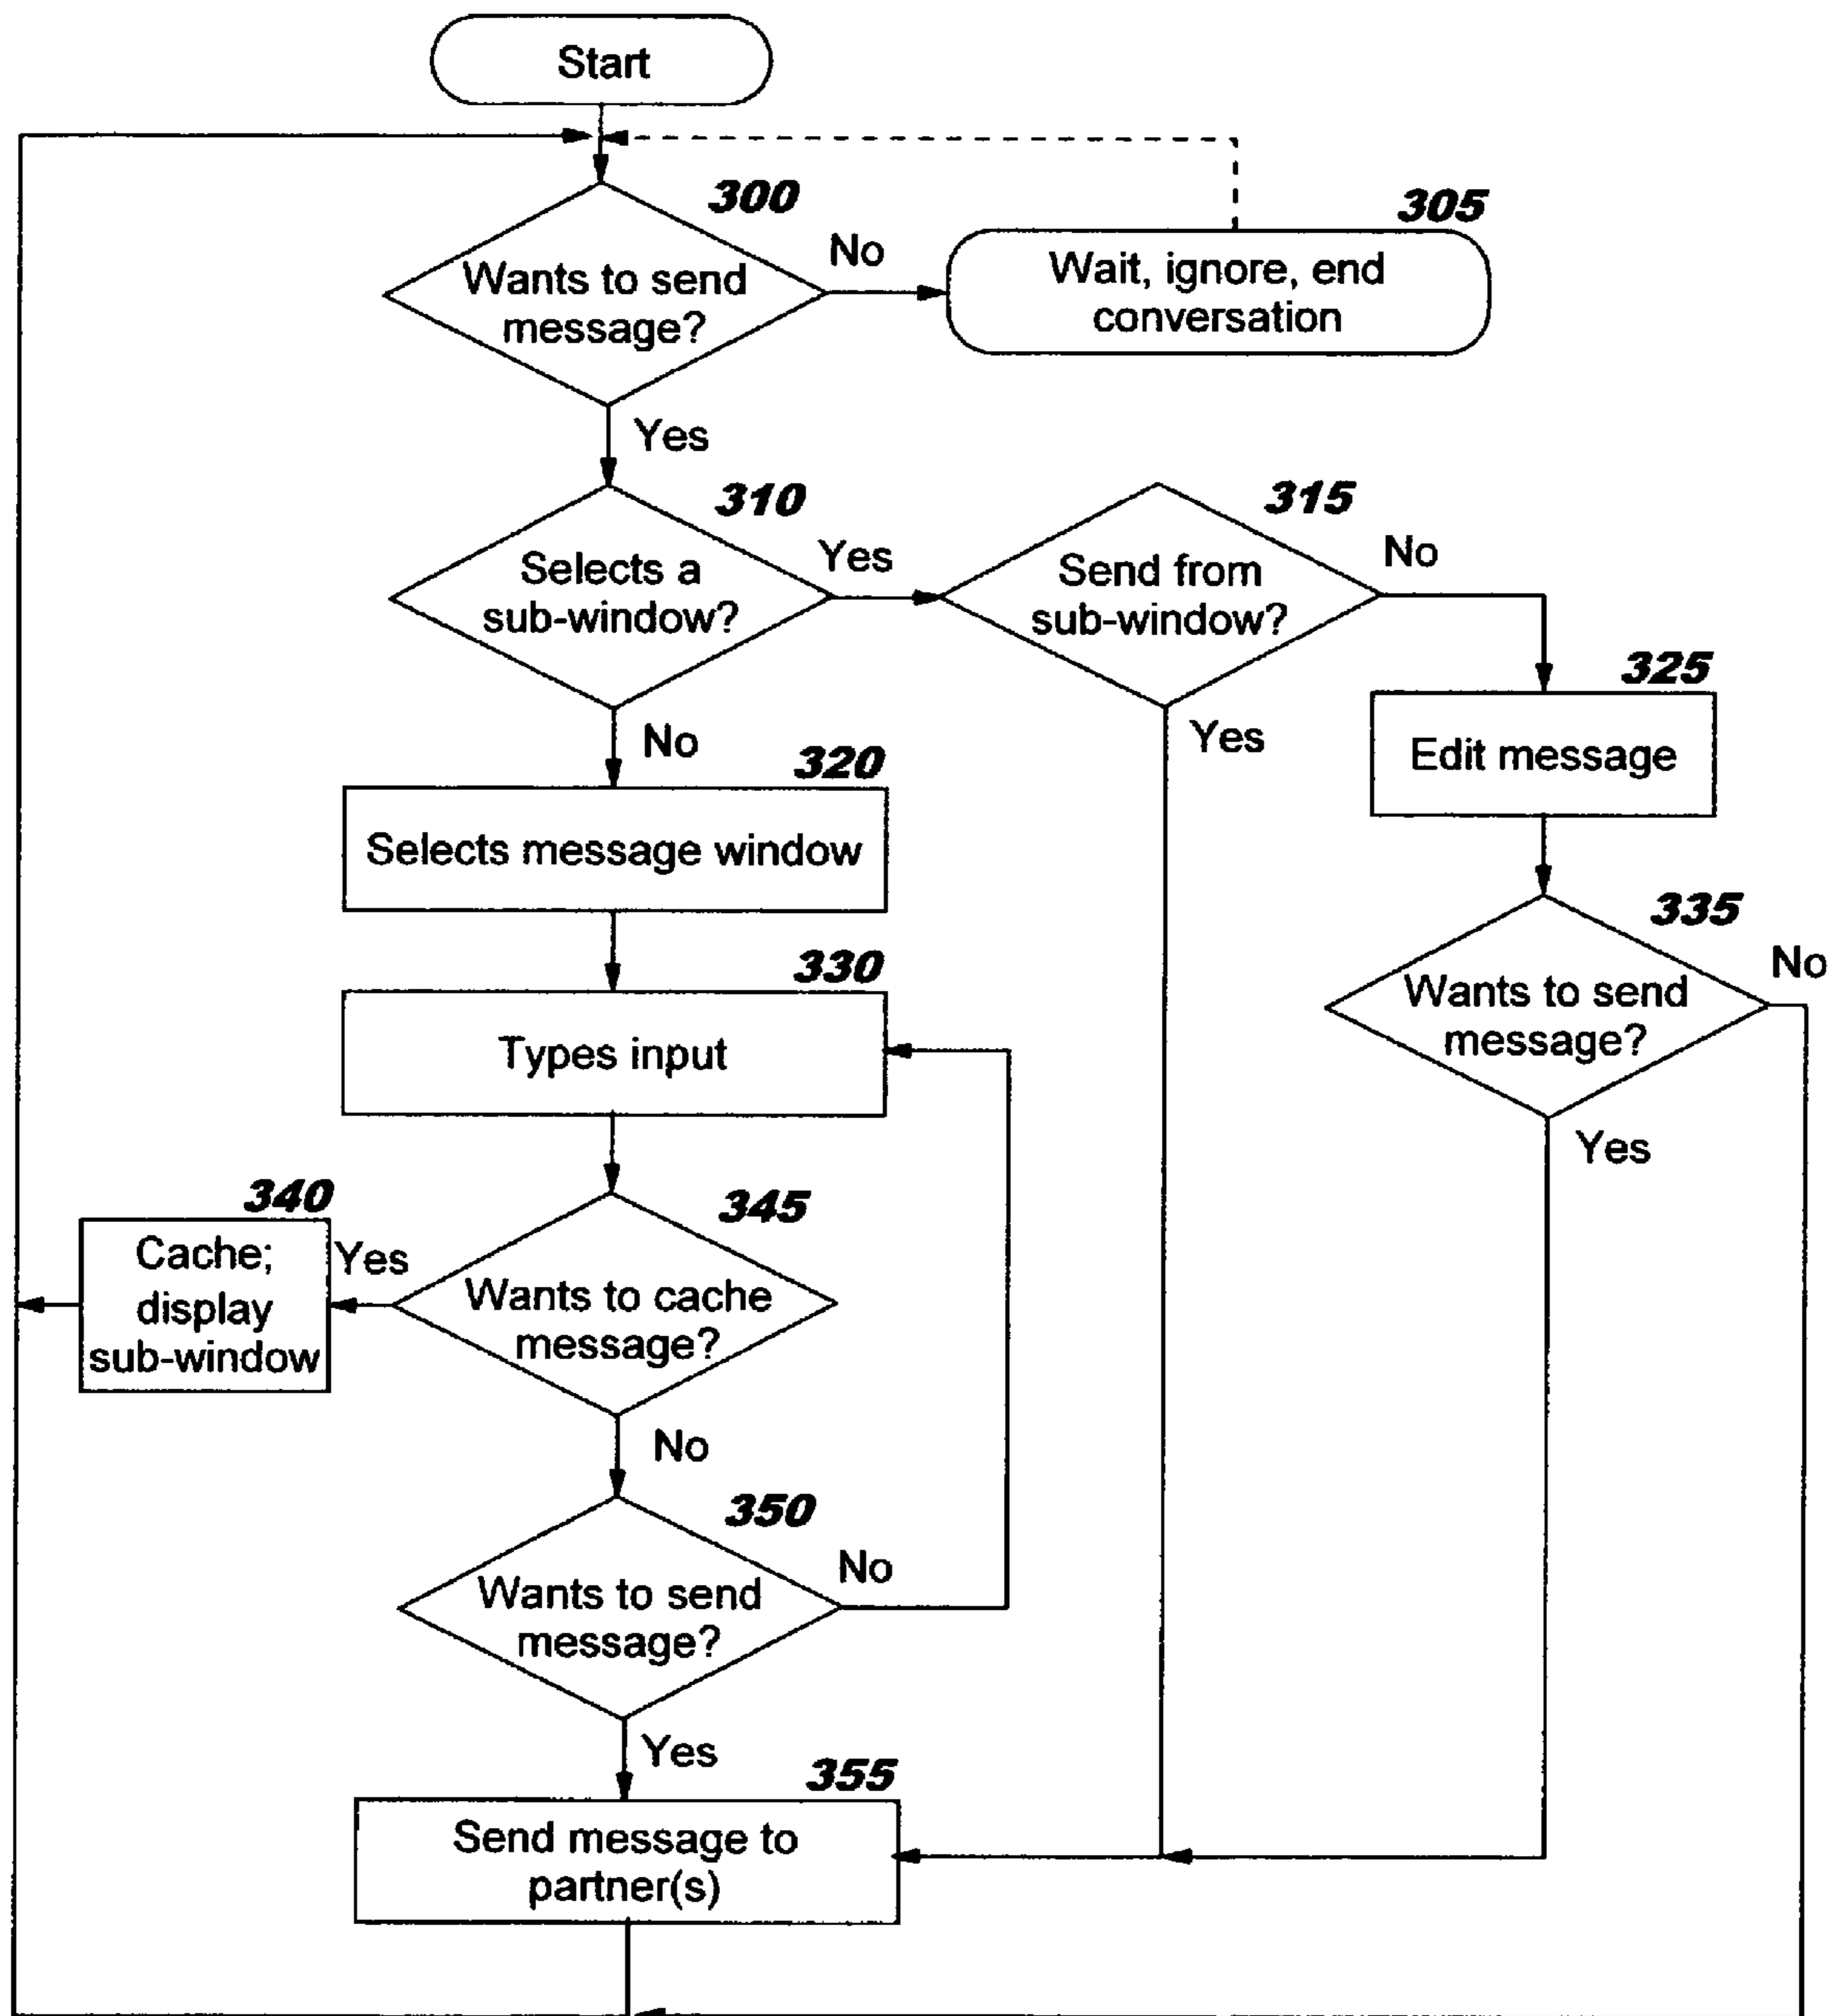 Start
300
Wants to send
message?
No
305
Wait, ignore, end
conversation
Yes
310
Selects a
sub-window?
Yes
315
Send from
sub-window?
No
No
320
Selects message window
Yes
325
Edit message
330
Types input
335
Wants to send
message?
No
Yes
340
Cache;
display
sub-window
Yes
345
Wants to cache
message?
No
350
Wants to send
message?
No
Yes
355
Send message to
partner(s)